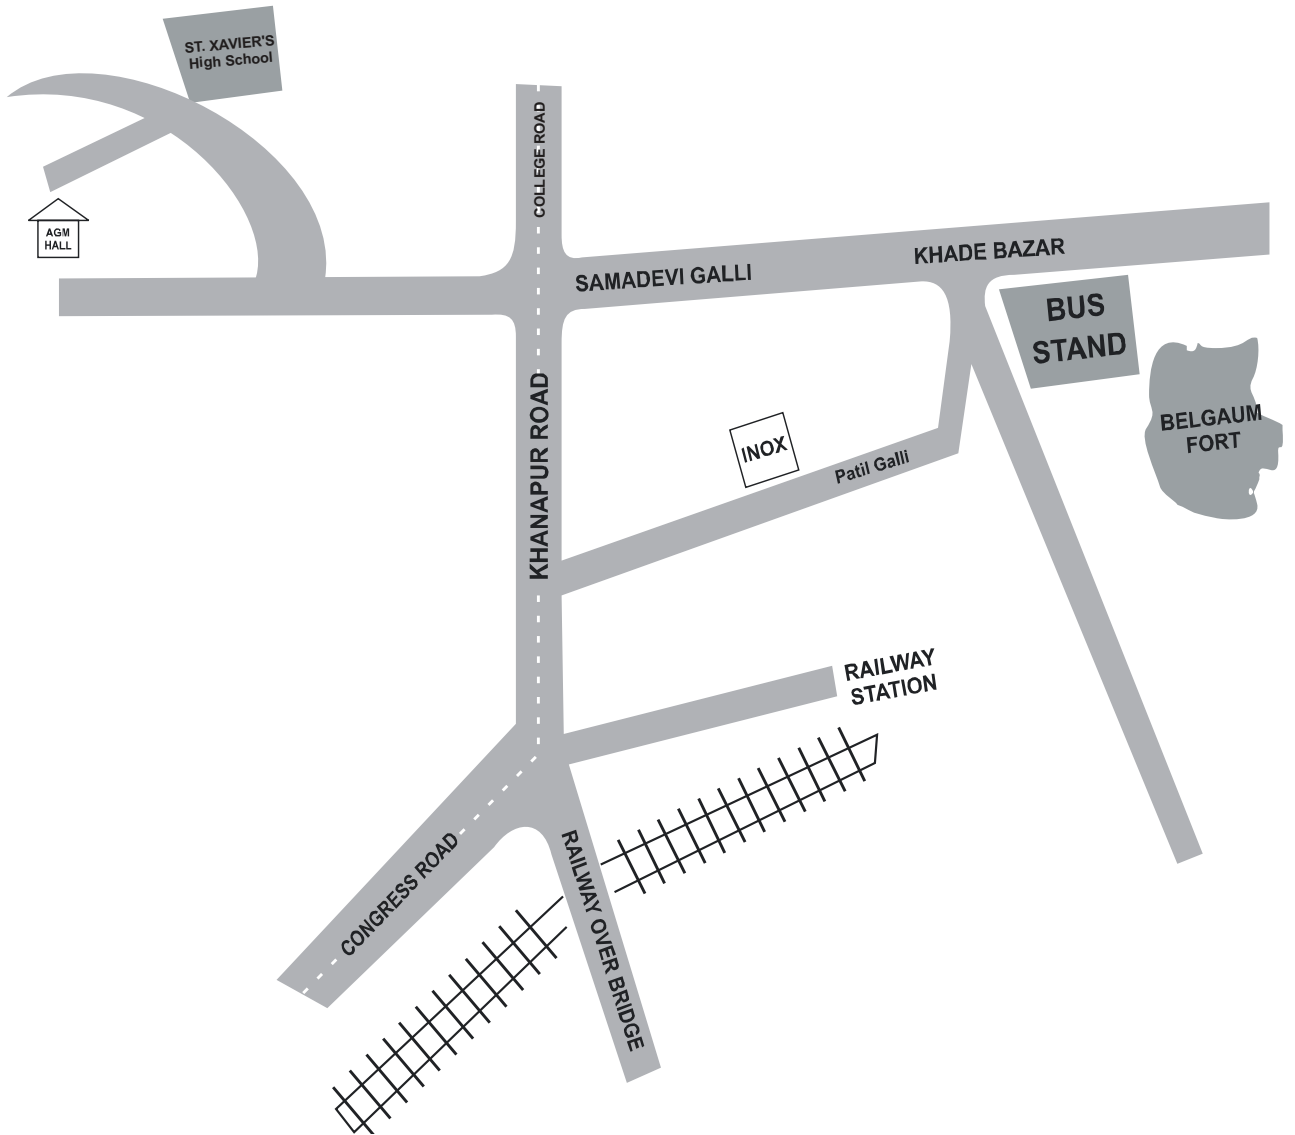 ST. XAVIER'S
High School
COLLEGE ROAD
AGM
HALL
SAMADEVI GALLI
KHADE BAZAR
BUS
STAND
KHANAPUR ROAD
BELGAUM
FORT
INOX
Patil Galli
RAILWAY
STATION
CONGRESS ROAD
RAILWAY OVER BRIDGE